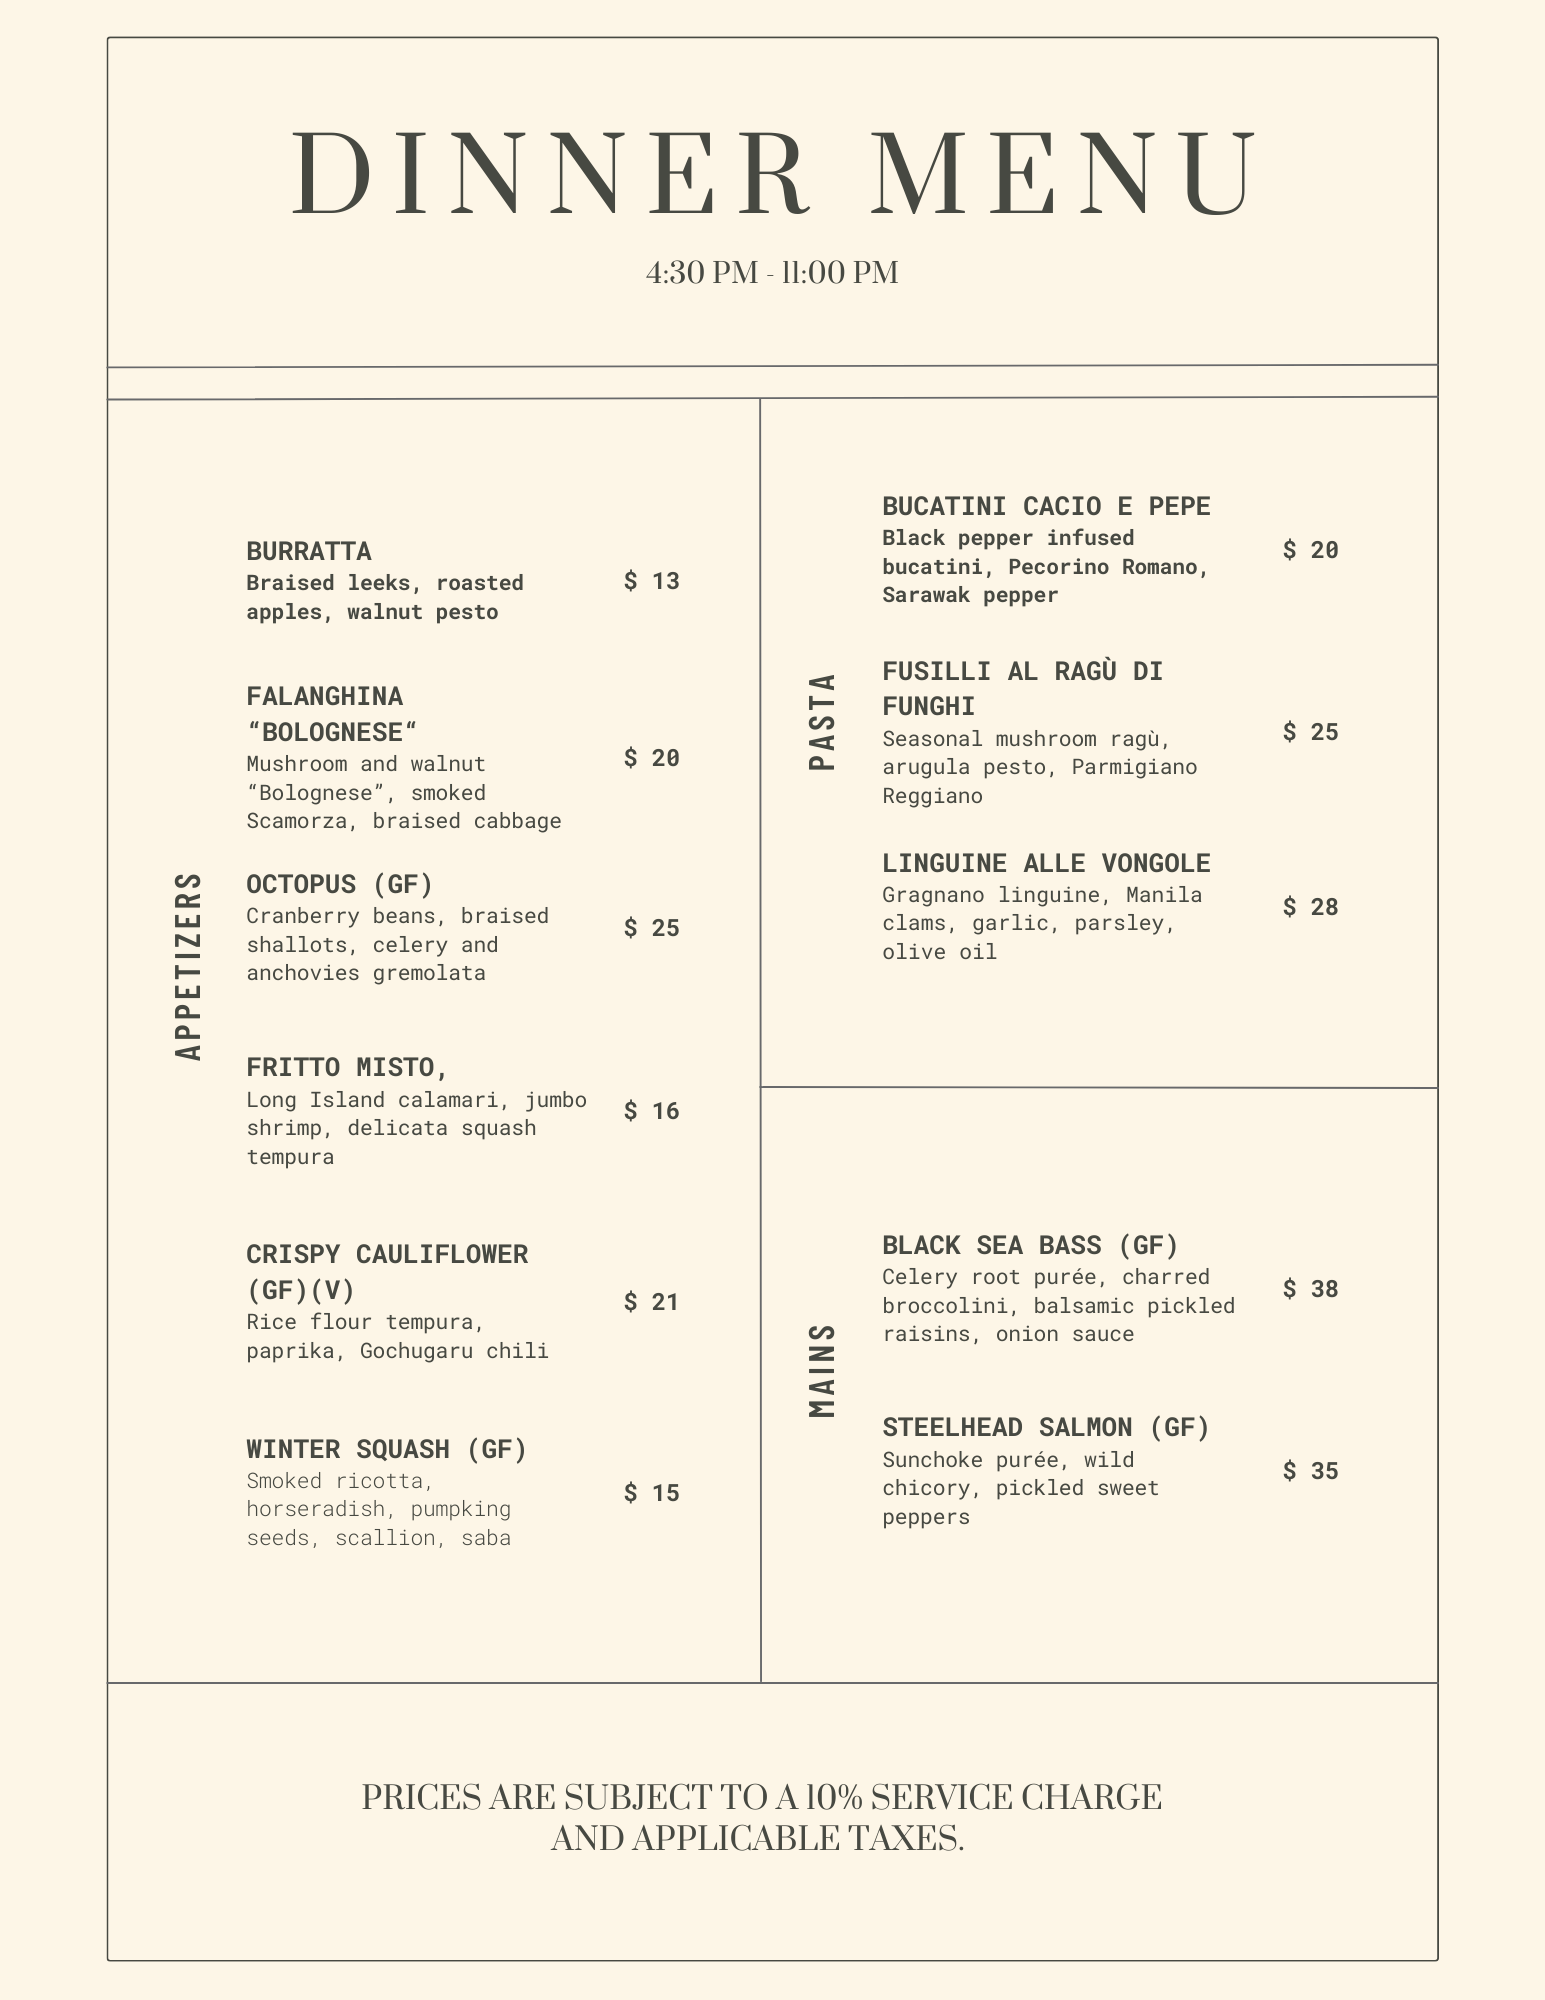 DINNER MENU
4:30 PM - 11:00 PM
APPETIZERS
BURRATTA
Braised leeks, roasted
apples, walnut pesto
$ 13
FALANGHINA
“BOLOGNESE“
Mushroom and walnut
“Bolognese”, smoked
Scamorza, braised cabbage
$ 20
OCTOPUS (GF)
Cranberry beans, braised
shallots, celery and
anchovies gremolata
$ 25
FRITTO MISTO,
Long Island calamari, jumbo
shrimp, delicata squash
tempura
$ 16
CRISPY CAULIFLOWER
(GF)(V)
Rice flour tempura,
paprika, Gochugaru chili
$ 21
WINTER SQUASH (GF)
Smoked ricotta,
horseradish, pumpking
seeds, scallion, saba
$ 15
PASTA
BUCATINI CACIO E PEPE
Black pepper infused
bucatini, Pecorino Romano,
Sarawak pepper
$ 20
FUSILLI AL RAGÙ DI
FUNGHI
Seasonal mushroom ragù,
arugula pesto, Parmigiano
Reggiano
$ 25
LINGUINE ALLE VONGOLE
Gragnano linguine, Manila
clams, garlic, parsley,
olive oil
$ 28
MAINS
BLACK SEA BASS (GF)
Celery root purée, charred
broccolini, balsamic pickled
raisins, onion sauce
$ 38
STEELHEAD SALMON (GF)
Sunchoke purée, wild
chicory, pickled sweet
peppers
$ 35
PRICES ARE SUBJECT TO A 10% SERVICE CHARGE
AND APPLICABLE TAXES.